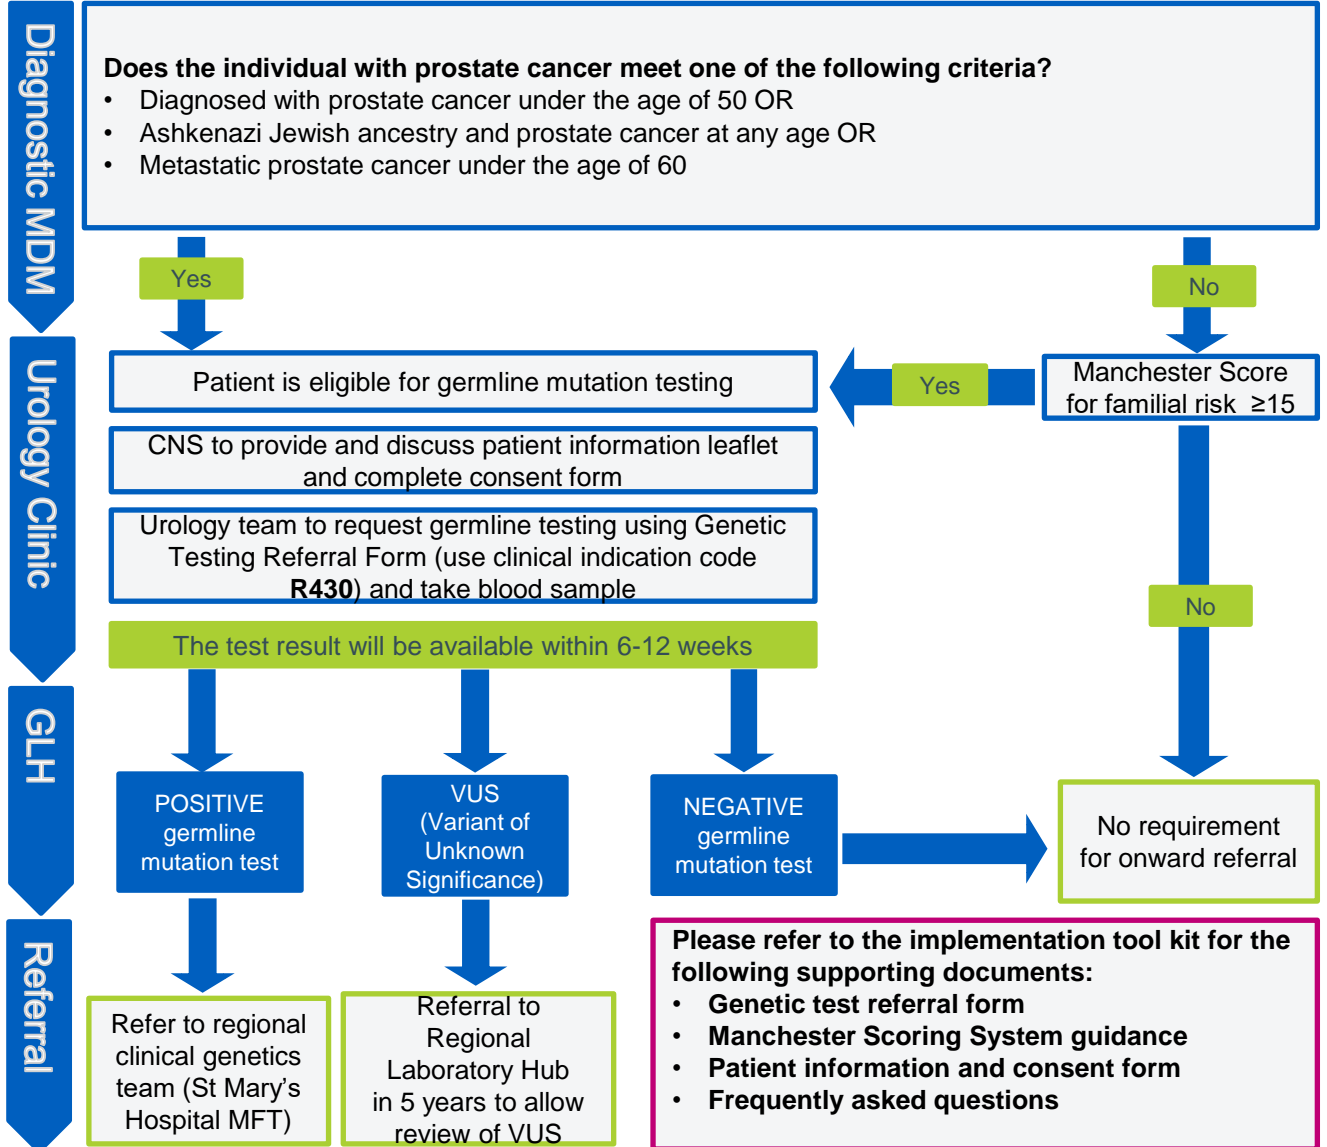 Diagnostic MDM
Does the individual with prostate cancer meet one of the following criteria?
• Diagnosed with prostate cancer under the age of 50 OR
• Ashkenazi Jewish ancestry and prostate cancer at any age OR
• Metastatic prostate cancer under the age of 60
Yes
No
Urology Clinic
Patient is eligible for germline mutation testing
Yes
Manchester Score
for familial risk ≥15
CNS to provide and discuss patient information leaflet
and complete consent form
Urology team to request germline testing using Genetic
Testing Referral Form (use clinical indication code
R430) and take blood sample
No
The test result will be available within 6-12 weeks
GLH
POSITIVE
germline
mutation test
VUS
(Variant of
Unknown
Significance)
NEGATIVE
germline
mutation test
No requirement
for onward referral
Referral
Refer to regional
clinical genetics
team (St Mary’s
Hospital MFT)
Referral to
Regional
Laboratory Hub
in 5 years to allow
review of VUS
Please refer to the implementation tool kit for the
following supporting documents:
• Genetic test referral form
• Manchester Scoring System guidance
• Patient information and consent form
• Frequently asked questions